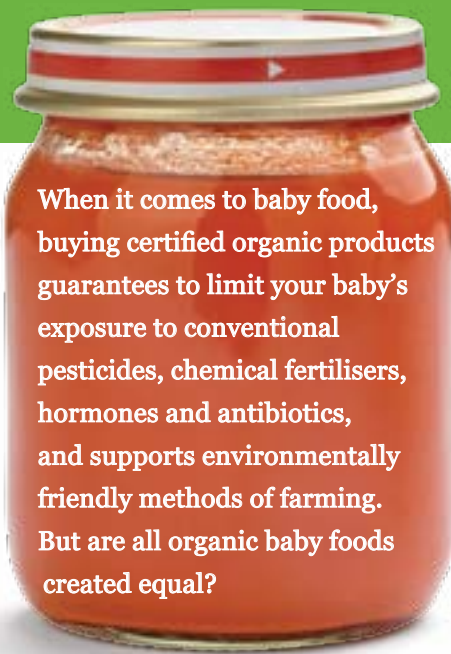 When it comes to baby food,
buying certified organic products
guarantees to limit your baby’s
exposure to conventional
pesticides, chemical fertilisers,
hormones and antibiotics,
and supports environmentally
friendly methods of farming.
But are all organic baby foods
created equal?